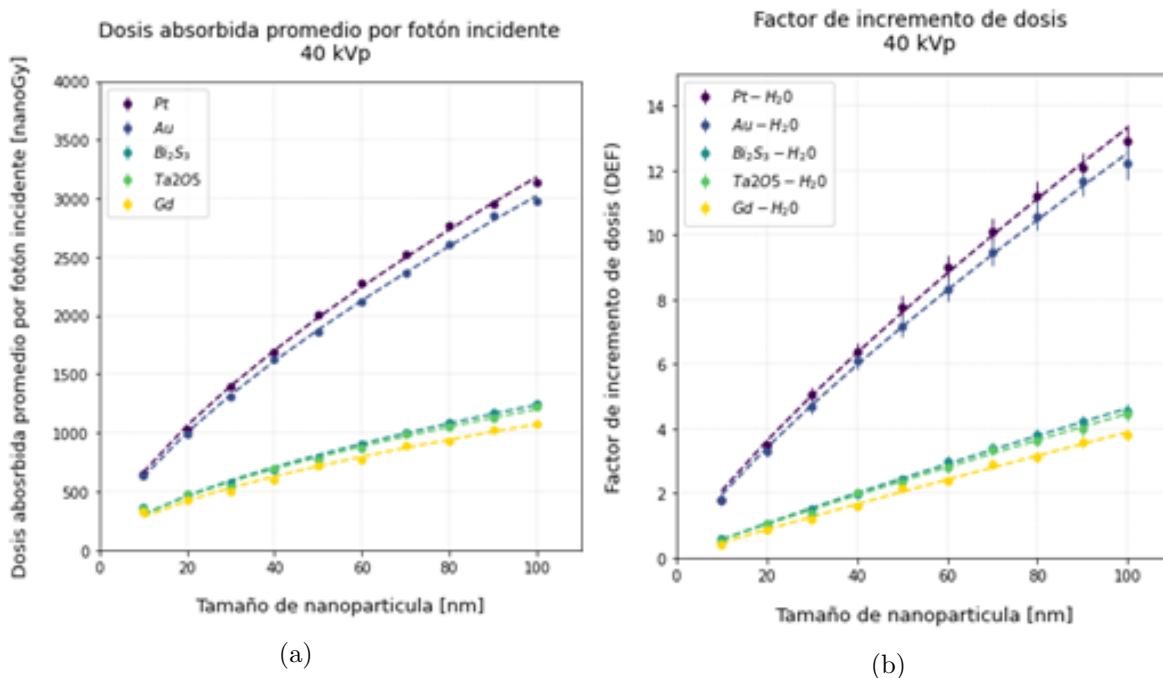 Dosis absorbida promedio por fotón incidente
40 kVp
Dosis abosrbida promedio por fotón incidente [nanoGy]
4000
3500
3000
2500
2000
1500
1000
500
0
Pt
Au
Bi₂S₃
Ta2O5
Gd
0 20 40 60 80 100
Tamaño de nanoparticula [nm]
(a)
Factor de incremento de dosis
40 kVp
Factor de incremento de dosis (DEF)
14
12
10
8
6
4
2
0
Pt − H₂0
Au − H₂0
Bi₂S₃ − H₂0
Ta2O5 − H₂0
Gd − H₂0
0 20 40 60 80 100
Tamaño de nanoparticula [nm]
(b)